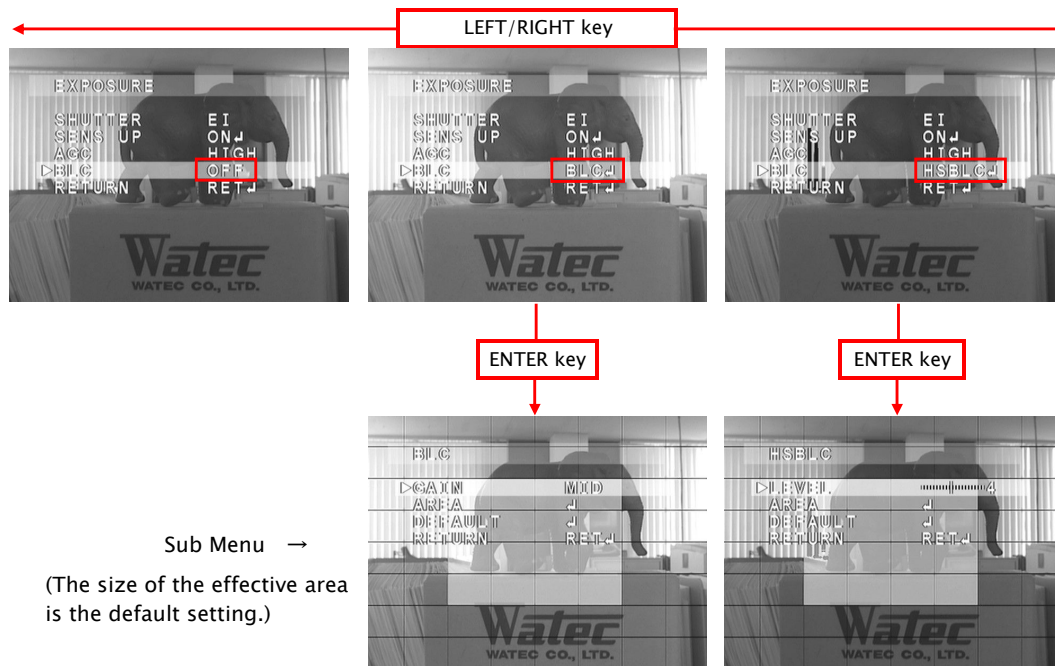 LEFT/RIGHT key
EXPOSURE
SHUTTER EI
SENS UP ON↲
AGC HIGH
▷BLC OFF
RETURN RET↲
Watec
WATEC CO., LTD.
EXPOSURE
SHUTTER EI
SENS UP ON↲
AGC HIGH
▷BLC BLC↲
RETURN RET↲
Watec
WATEC CO., LTD.
EXPOSURE
SHUTTER EI
SENS UP ON↲
AGC HIGH
▷BLC HSBLC↲
RETURN RET↲
Watec
WATEC CO., LTD.
ENTER key
ENTER key
BLC
▷GAIN MID
AREA ↲
DEFAULT ↲
RETURN RET↲
Watec
WATEC CO., LTD.
HSBLC
▷LEVEL 4
AREA ↲
DEFAULT ↲
RETURN RET↲
Watec
WATEC CO., LTD.
Sub Menu →
(The size of the effective area
is the default setting.)